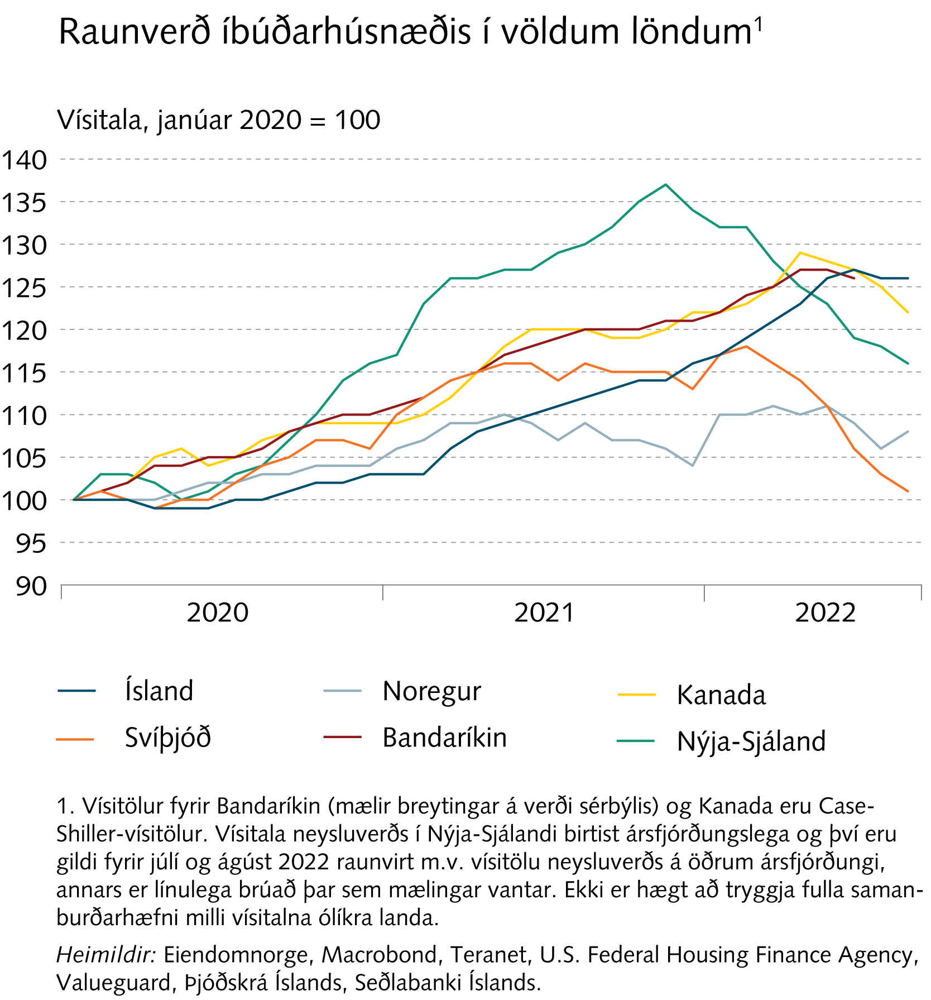 Raunverð íbúðarhúsnæðis í völdum löndum¹
Vísitala, janúar 2020 = 100
140
135
130
125
120
115
110
105
100
95
90
2020 2021 2022
Ísland Noregur Kanada
Svíþjóð Bandaríkin Nýja-Sjáland
1. Vísitölur fyrir Bandaríkin (mælir breytingar á verði sérbýlis) og Kanada eru Case-
Shiller-vísitölur. Vísitala neysluverðs í Nýja-Sjálandi birtist ársfjórðungslega og því eru
gildi fyrir júlí og ágúst 2022 raunvirt m.v. vísitölu neysluverðs á öðrum ársfjórðungi,
annars er línulega brúað þar sem mælingar vantar. Ekki er hægt að tryggja fulla saman-
burðarhæfni milli vísitalna ólíkra landa.
Heimildir: Eiendomnorge, Macrobond, Teranet, U.S. Federal Housing Finance Agency,
Valueguard, Þjóðskrá Íslands, Seðlabanki Íslands.